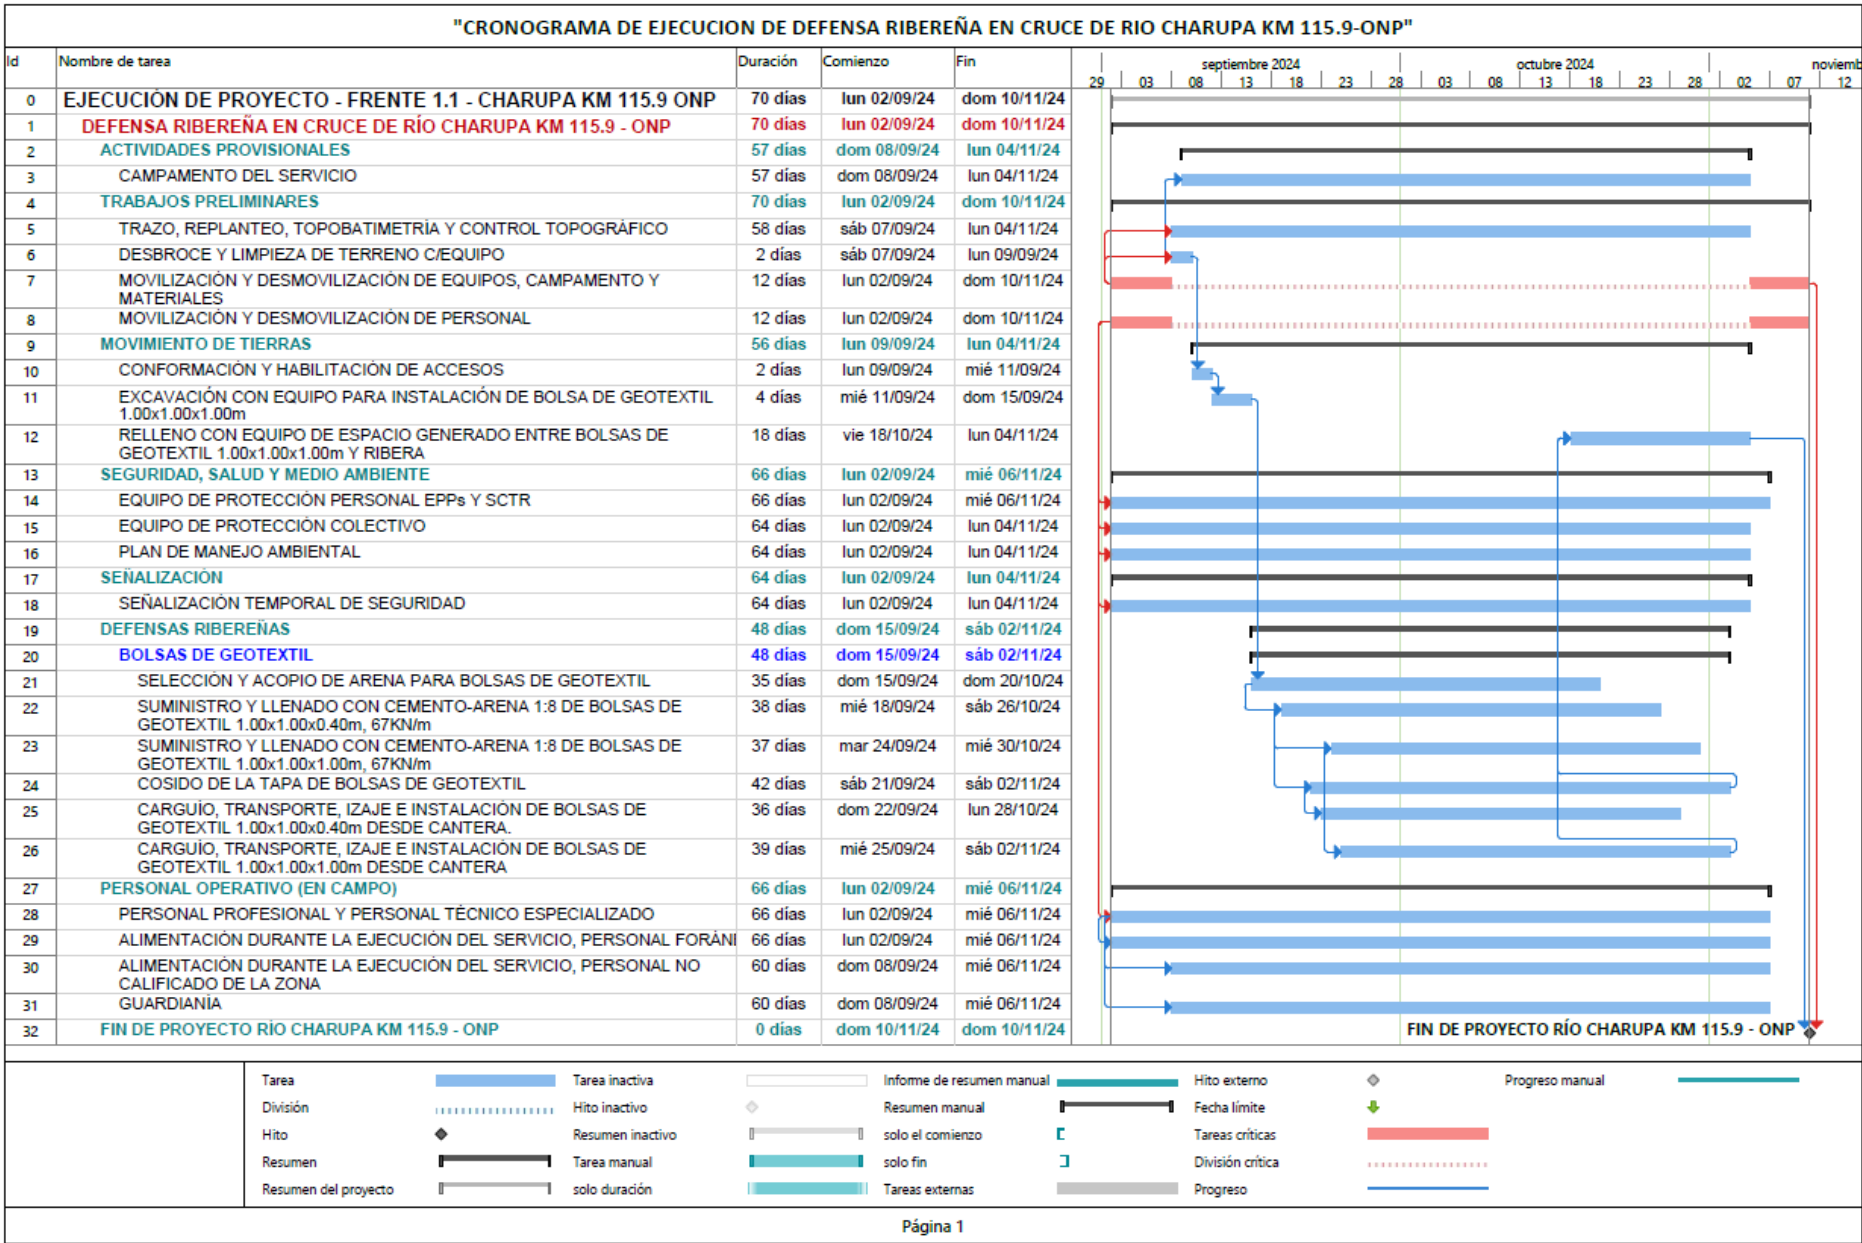 "CRONOGRAMA DE EJECUCION DE DEFENSA RIBEREÑA EN CRUCE DE RIO CHARUPA KM 115.9-ONP"
Id Nombre de tarea Duración Comienzo Fin
septiembre 2024 octubre 2024 noviemb
29 03 08 13 18 23 28 03 08 13 18 23 28 02 07 12
0 EJECUCIÓN DE PROYECTO - FRENTE 1.1 - CHARUPA KM 115.9 ONP 70 días lun 02/09/24 dom 10/11/24
1 DEFENSA RIBEREÑA EN CRUCE DE RÍO CHARUPA KM 115.9 - ONP 70 días lun 02/09/24 dom 10/11/24
2 ACTIVIDADES PROVISIONALES 57 días dom 08/09/24 lun 04/11/24
3 CAMPAMENTO DEL SERVICIO 57 días dom 08/09/24 lun 04/11/24
4 TRABAJOS PRELIMINARES 70 días lun 02/09/24 dom 10/11/24
5 TRAZO, REPLANTEO, TOPOBATIMETRÍA Y CONTROL TOPOGRÁFICO 58 días sáb 07/09/24 lun 04/11/24
6 DESBROCE Y LIMPIEZA DE TERRENO C/EQUIPO 2 días sáb 07/09/24 lun 09/09/24
7 MOVILIZACIÓN Y DESMOVILIZACIÓN DE EQUIPOS, CAMPAMENTO Y 12 días lun 02/09/24 dom 10/11/24
MATERIALES
8 MOVILIZACIÓN Y DESMOVILIZACIÓN DE PERSONAL 12 días lun 02/09/24 dom 10/11/24
9 MOVIMIENTO DE TIERRAS 56 días lun 09/09/24 lun 04/11/24
10 CONFORMACIÓN Y HABILITACIÓN DE ACCESOS 2 días lun 09/09/24 mié 11/09/24
11 EXCAVACIÓN CON EQUIPO PARA INSTALACIÓN DE BOLSA DE GEOTEXTIL 4 días mié 11/09/24 dom 15/09/24
1.00x1.00x1.00m
12 RELLENO CON EQUIPO DE ESPACIO GENERADO ENTRE BOLSAS DE 18 días vie 18/10/24 lun 04/11/24
GEOTEXTIL 1.00x1.00x1.00m Y RIBERA
13 SEGURIDAD, SALUD Y MEDIO AMBIENTE 66 días lun 02/09/24 mié 06/11/24
14 EQUIPO DE PROTECCIÓN PERSONAL EPPs Y SCTR 66 días lun 02/09/24 mié 06/11/24
15 EQUIPO DE PROTECCIÓN COLECTIVO 64 días lun 02/09/24 lun 04/11/24
16 PLAN DE MANEJO AMBIENTAL 64 días lun 02/09/24 lun 04/11/24
17 SEÑALIZACIÓN 64 días lun 02/09/24 lun 04/11/24
18 SEÑALIZACIÓN TEMPORAL DE SEGURIDAD 64 días lun 02/09/24 lun 04/11/24
19 DEFENSAS RIBEREÑAS 48 días dom 15/09/24 sáb 02/11/24
20 BOLSAS DE GEOTEXTIL 48 días dom 15/09/24 sáb 02/11/24
21 SELECCIÓN Y ACOPIO DE ARENA PARA BOLSAS DE GEOTEXTIL 35 días dom 15/09/24 dom 20/10/24
22 SUMINISTRO Y LLENADO CON CEMENTO-ARENA 1:8 DE BOLSAS DE 38 días mié 18/09/24 sáb 26/10/24
GEOTEXTIL 1.00x1.00x0.40m, 67KN/m
23 SUMINISTRO Y LLENADO CON CEMENTO-ARENA 1:8 DE BOLSAS DE 37 días mar 24/09/24 mié 30/10/24
GEOTEXTIL 1.00x1.00x1.00m, 67KN/m
24 COSIDO DE LA TAPA DE BOLSAS DE GEOTEXTIL 42 días sáb 21/09/24 sáb 02/11/24
25 CARGUÍO, TRANSPORTE, IZAJE E INSTALACIÓN DE BOLSAS DE 36 días dom 22/09/24 lun 28/10/24
GEOTEXTIL 1.00x1.00x0.40m DESDE CANTERA.
26 CARGUÍO, TRANSPORTE, IZAJE E INSTALACIÓN DE BOLSAS DE 39 días mié 25/09/24 sáb 02/11/24
GEOTEXTIL 1.00x1.00x1.00m DESDE CANTERA
27 PERSONAL OPERATIVO (EN CAMPO) 66 días lun 02/09/24 mié 06/11/24
28 PERSONAL PROFESIONAL Y PERSONAL TÉCNICO ESPECIALIZADO 66 días lun 02/09/24 mié 06/11/24
29 ALIMENTACIÓN DURANTE LA EJECUCIÓN DEL SERVICIO, PERSONAL FORÁNI 66 días lun 02/09/24 mié 06/11/24
30 ALIMENTACIÓN DURANTE LA EJECUCIÓN DEL SERVICIO, PERSONAL NO 60 días dom 08/09/24 mié 06/11/24
CALIFICADO DE LA ZONA
31 GUARDIANÍA 60 días dom 08/09/24 mié 06/11/24
32 FIN DE PROYECTO RÍO CHARUPA KM 115.9 - ONP 0 días dom 10/11/24 dom 10/11/24 FIN DE PROYECTO RÍO CHARUPA KM 115.9 - ONP
Tarea Tarea inactiva Informe de resumen manual Hito externo Progreso manual
División Hito inactivo Resumen manual Fecha límite
Hito Resumen inactivo solo el comienzo Tareas críticas
Resumen Tarea manual solo fin División crítica
Resumen del proyecto solo duración Tareas externas Progreso
Página 1